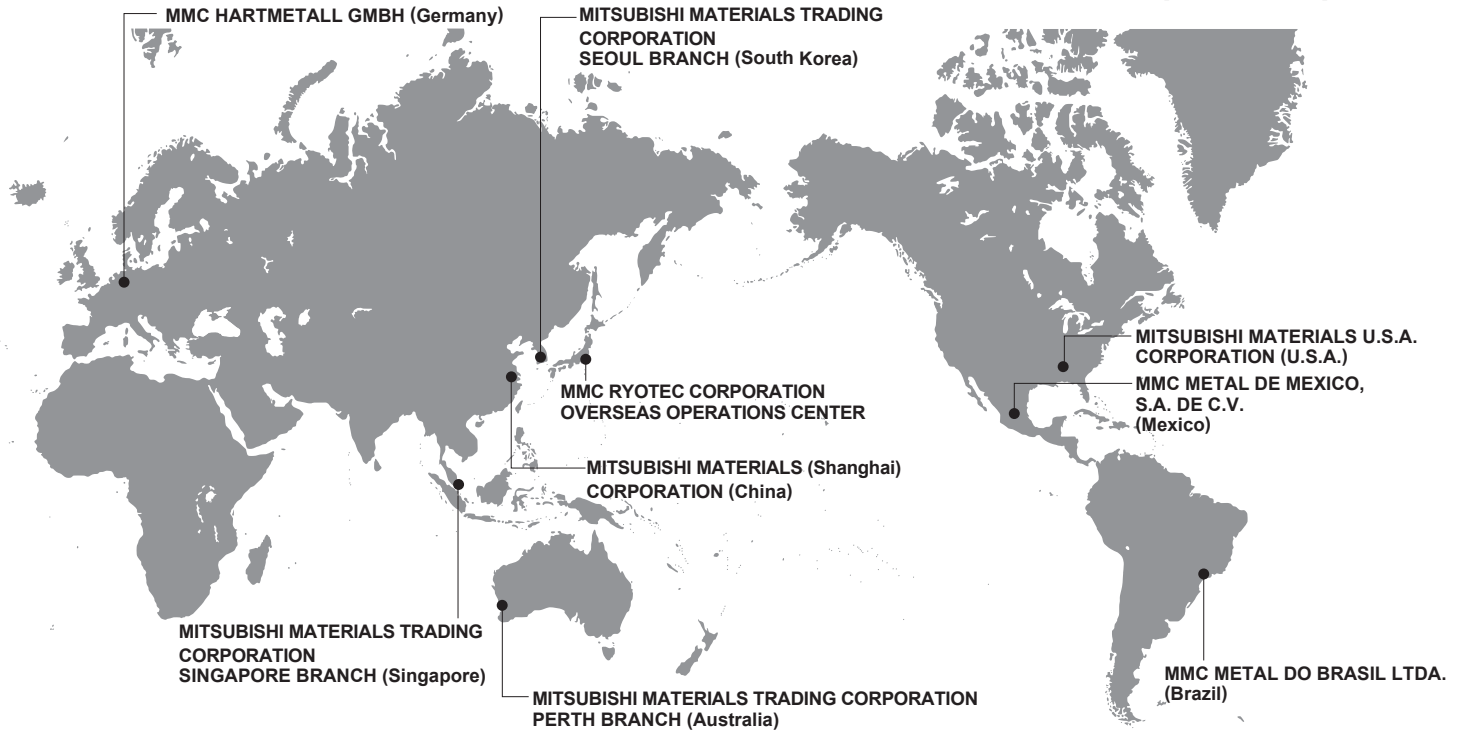 MMC HARTMETALL GMBH (Germany)
MITSUBISHI MATERIALS TRADING
CORPORATION
SEOUL BRANCH (South Korea)
MITSUBISHI MATERIALS U.S.A.
CORPORATION (U.S.A.)
MMC METAL DE MEXICO,
S.A. DE C.V.
(Mexico)
MMC RYOTEC CORPORATION
OVERSEAS OPERATIONS CENTER
MITSUBISHI MATERIALS (Shanghai)
CORPORATION (China)
MITSUBISHI MATERIALS TRADING
CORPORATION
SINGAPORE BRANCH (Singapore)
MITSUBISHI MATERIALS TRADING CORPORATION
PERTH BRANCH (Australia)
MMC METAL DO BRASIL LTDA.
(Brazil)